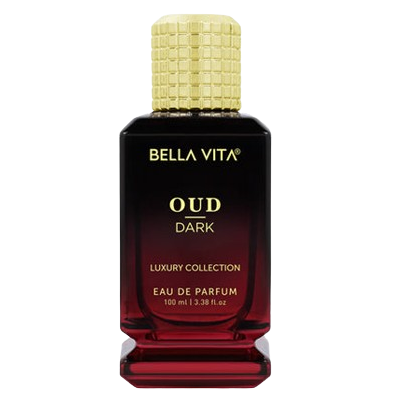 BELLA VITA®
OUD
DARK
LUXURY COLLECTION
EAU DE PARFUM
100 ml | 3.38 fl.oz